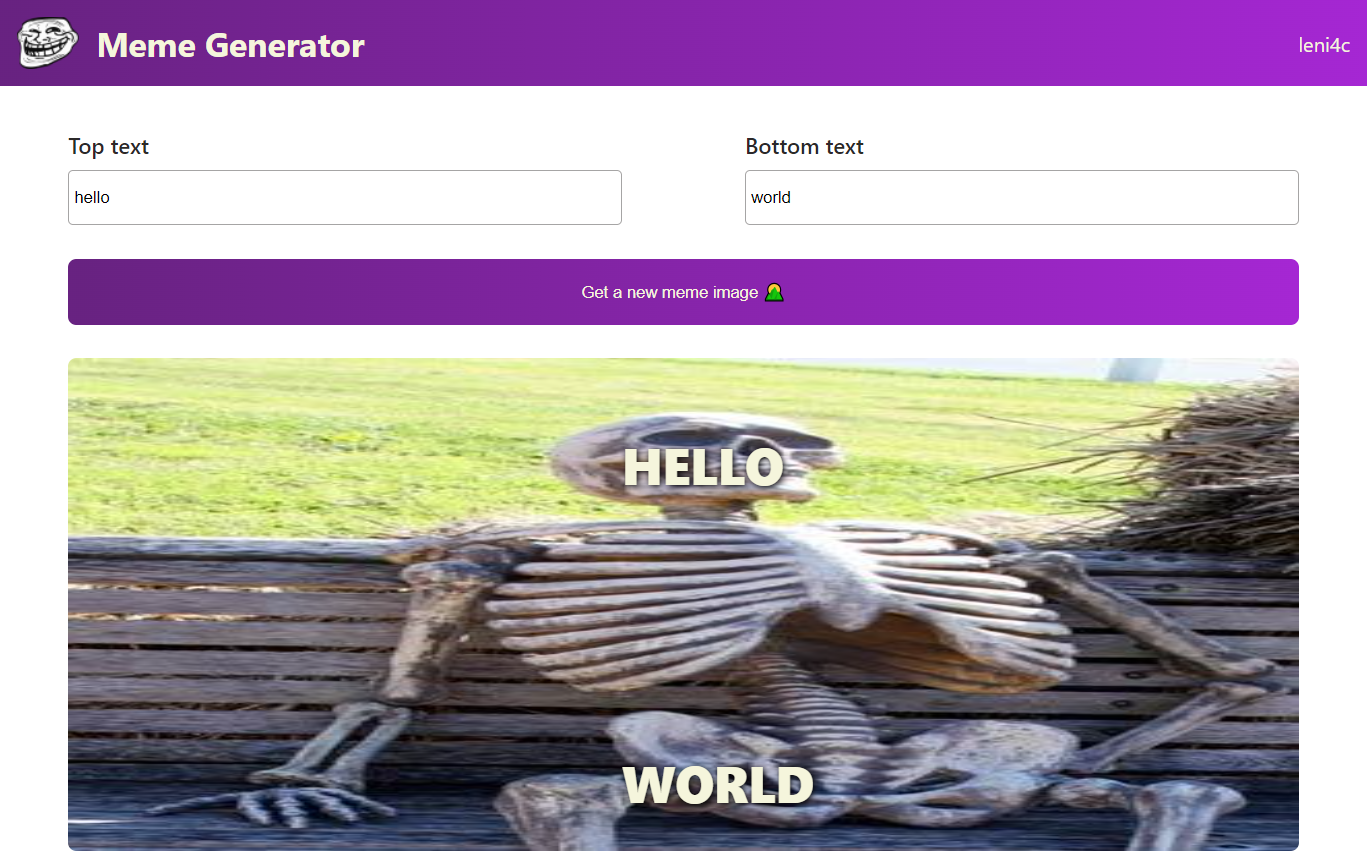 Meme Generator
leni4c
Top text
Bottom text
hello
world
Get a new meme image
HELLO
WORLD